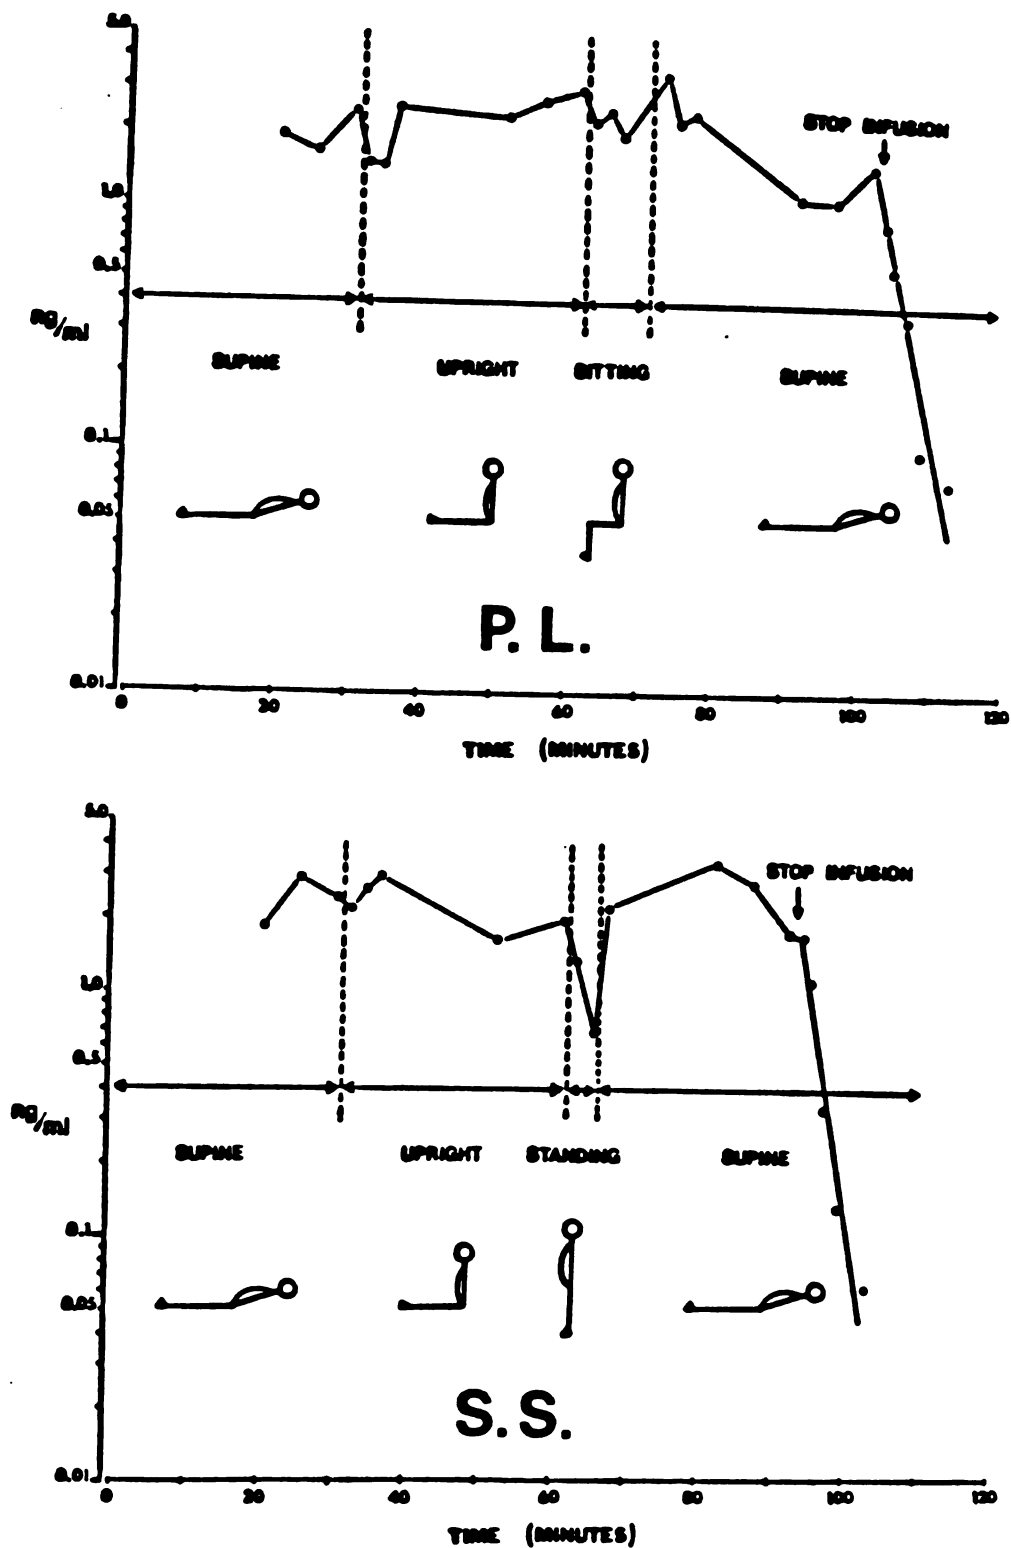 5.0
STOP INFUSION
1.0
0.5
ng/ml
SUPINE UPRIGHT SITTING SUPINE
0.1
0.05
P. L.
0.01
0 20 40 60 80 100 120
TIME (MINUTES)
5.0
STOP INFUSION
1.0
0.5
ng/ml
SUPINE UPRIGHT STANDING SUPINE
0.1
0.05
S. S.
0.01
0 20 40 60 80 100 120
TIME (MINUTES)